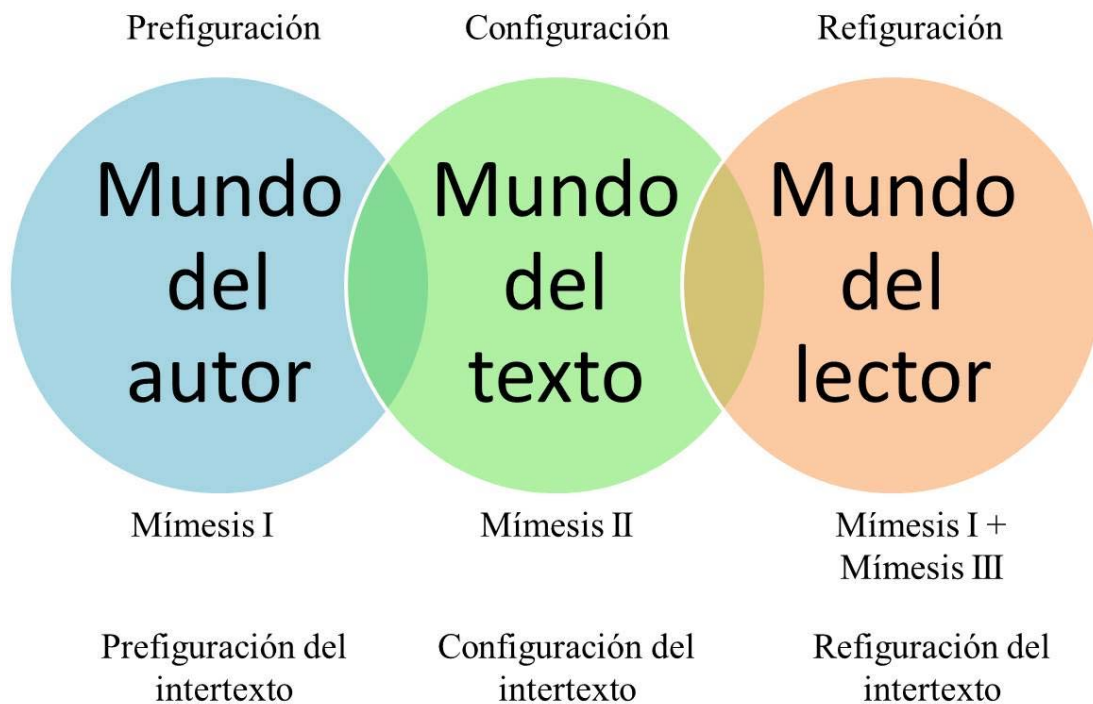 Prefiguración
Configuración
Refiguración
Mundo
del
autor
Mundo
del
texto
Mundo
del
lector
Mímesis I
Mímesis II
Mímesis I +
Mímesis III
Prefiguración del
intertexto
Configuración del
intertexto
Refiguración del
intertexto